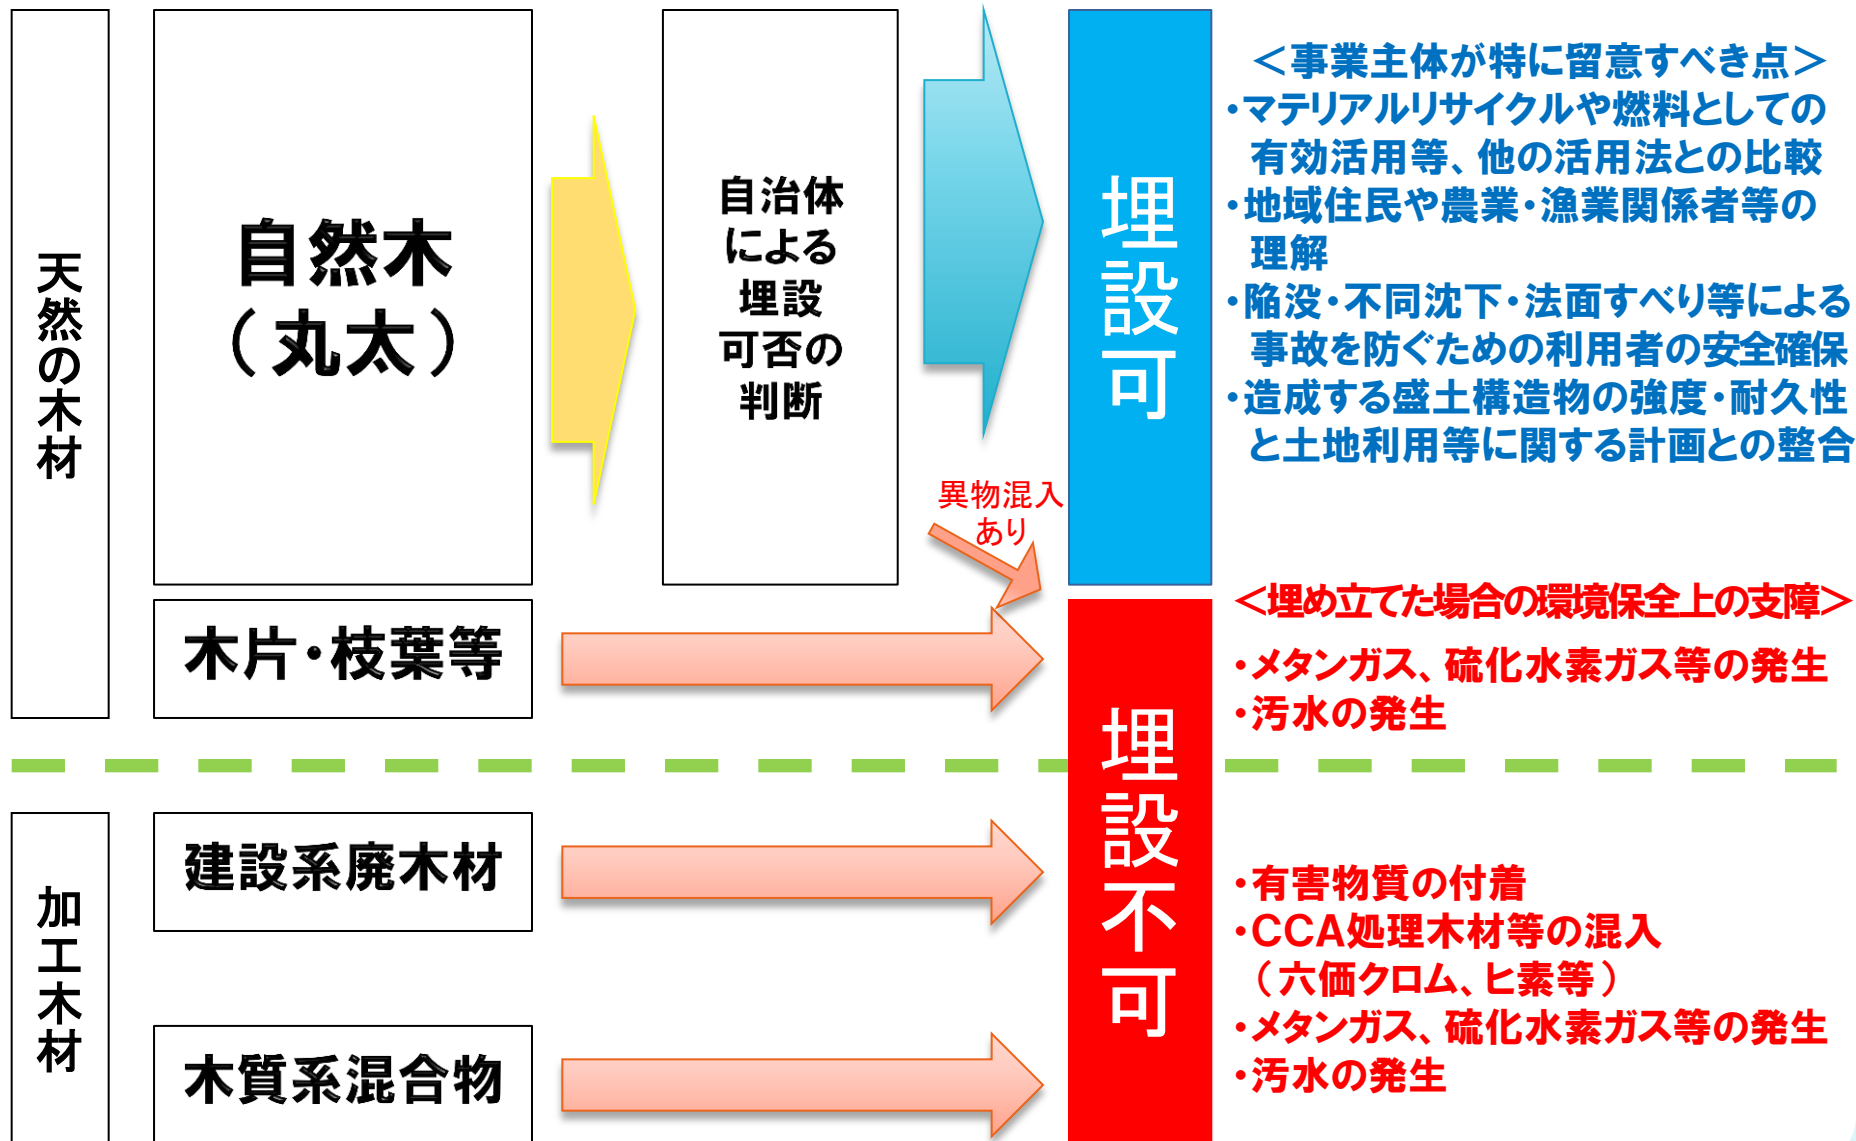 天然の木材
自然木
（丸太）
自治体
による
埋設
可否の
判断
異物混入
あり
埋設可
＜事業主体が特に留意すべき点＞
・マテリアルリサイクルや燃料としての
有効活用等、他の活用法との比較
・地域住民や農業・漁業関係者等の
理解
・陥没・不同沈下・法面すべり等による
事故を防ぐための利用者の安全確保
・造成する盛土構造物の強度・耐久性
と土地利用等に関する計画との整合
木片・枝葉等
埋設不可
＜埋め立てた場合の環境保全上の支障＞
・メタンガス、硫化水素ガス等の発生
・汚水の発生
加工木材
建設系廃木材
木質系混合物
・有害物質の付着
・CCA処理木材等の混入
（六価クロム、ヒ素等）
・メタンガス、硫化水素ガス等の発生
・汚水の発生